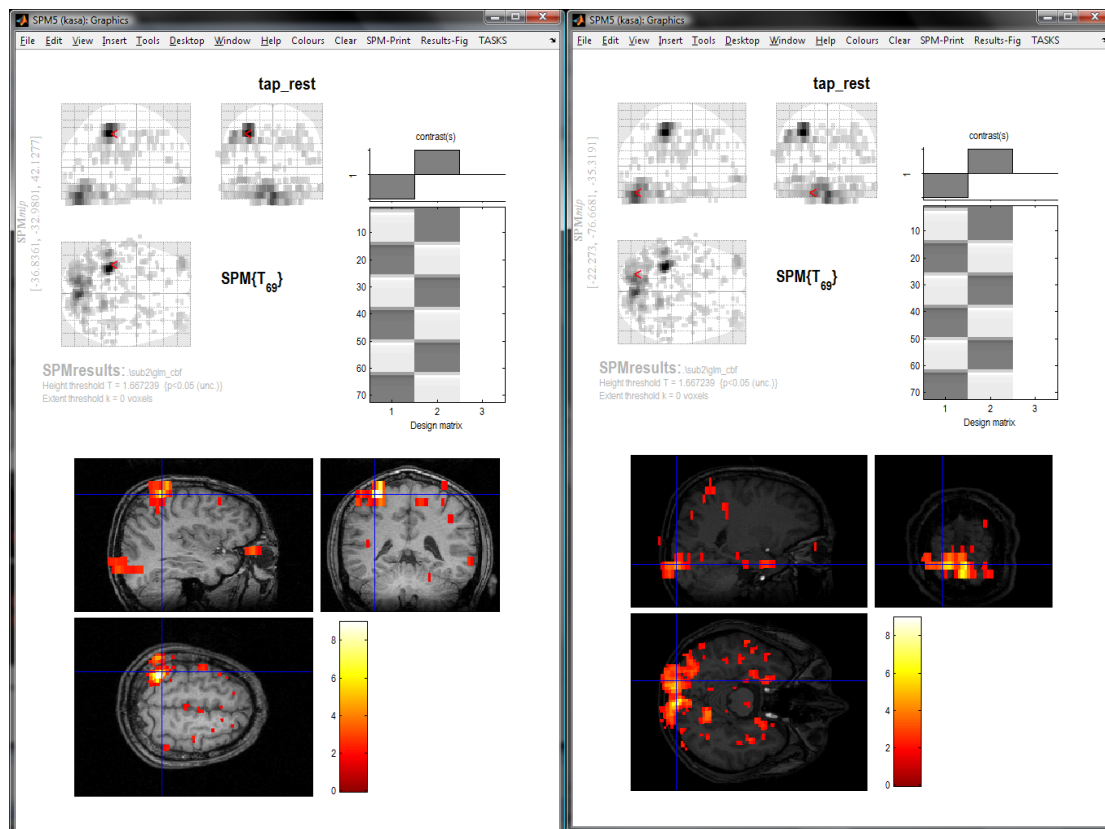 SPM5 (kasa): Graphics
File Edit View Insert Tools Desktop Window Help Colours Clear SPM-Print Results-Fig TASKS
tap_rest
SPMmip
[-36.8361, -32.9801, 42.1277]
<
<
<
SPM{T69}
SPMresults: .\sub2\glm_cbf
Height threshold T = 1.667239 {p<0.05 (unc.)}
Extent threshold k = 0 voxels
contrast(s)
1
10
20
30
40
50
60
70
1 2 3
Design matrix
8
6
4
2
0
SPM5 (kasa): Graphics
File Edit View Insert Tools Desktop Window Help Colours Clear SPM-Print Results-Fig TASKS
tap_rest
SPMmip
[-22.273, -76.6681, -35.3191]
<
<
<
SPM{T69}
SPMresults: .\sub2\glm_cbf
Height threshold T = 1.667239 {p<0.05 (unc.)}
Extent threshold k = 0 voxels
contrast(s)
1
10
20
30
40
50
60
70
1 2 3
Design matrix
8
6
4
2
0